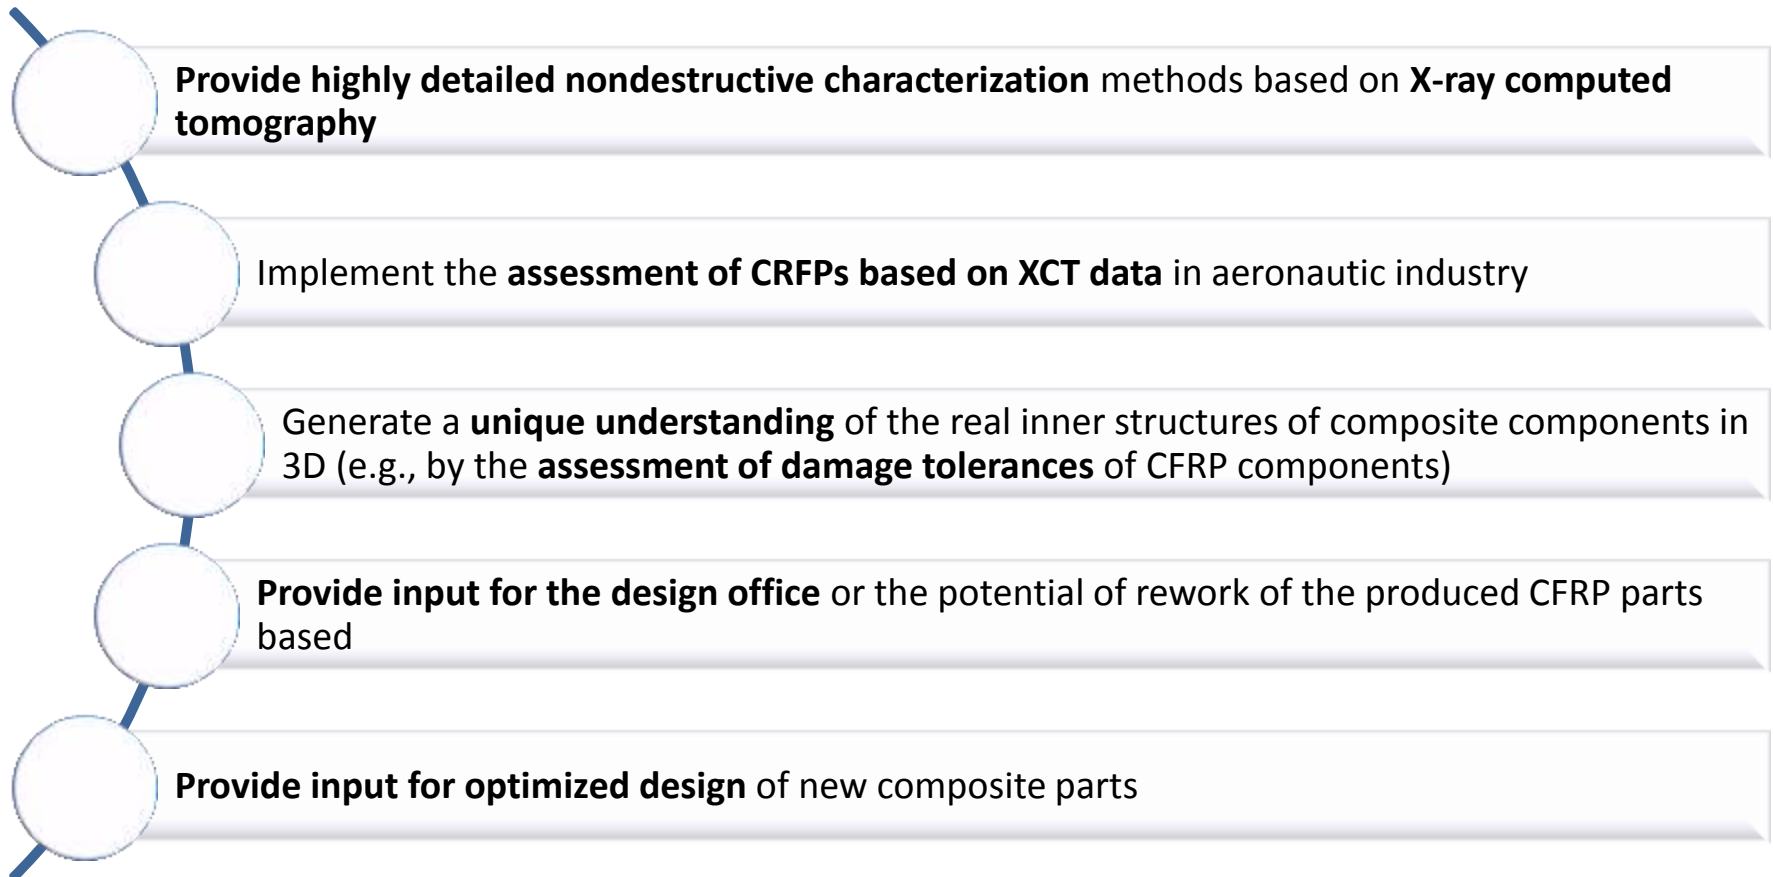 Provide highly detailed nondestructive characterization methods based on X-ray computed
tomography
Implement the assessment of CRFPs based on XCT data in aeronautic industry
Generate a unique understanding of the real inner structures of composite components in
3D (e.g., by the assessment of damage tolerances of CFRP components)
Provide input for the design office or the potential of rework of the produced CFRP parts
based
Provide input for optimized design of new composite parts